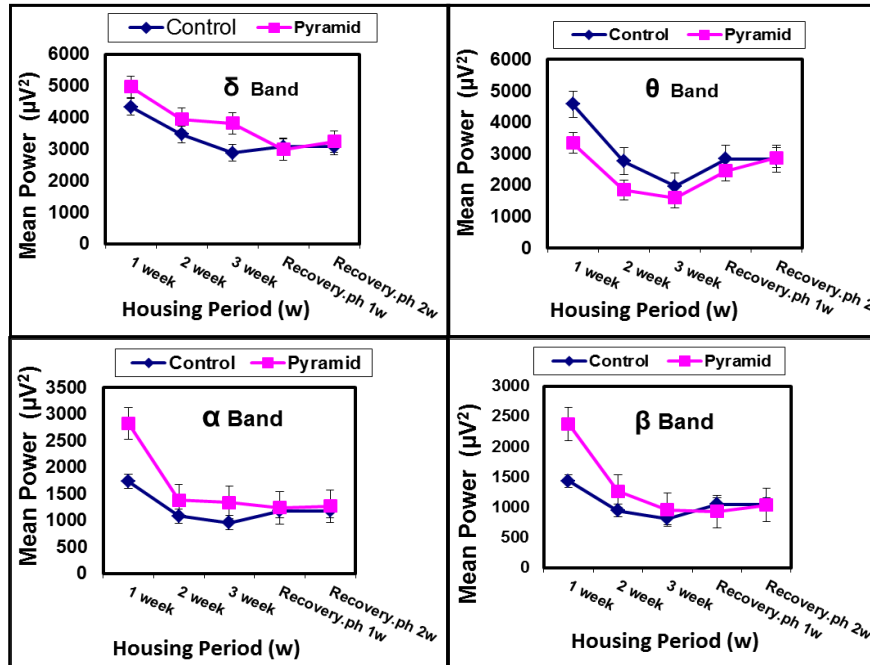 Control Pyramid
δ Band
Mean Power (µV²)
6000
5000
4000
3000
2000
1000
0
1 week
2 week
3 week
Recovery.ph 1w
Recovery.ph 2w
Housing Period (w)
Control Pyramid
θ Band
Mean Power (µV²)
6000
5000
4000
3000
2000
1000
0
1 week
2 week
3 week
Recovery.ph 1w
Recovery.ph 2
Housing Period (w)
Control Pyramid
α Band
Mean Power (µV²)
3500
3000
2500
2000
1500
1000
500
0
1 week
2 week
3 week
Recovery.ph 1w
Recovery.ph 2w
Housing Period (w)
Control Pyramid
β Band
Mean Power (µV²)
3000
2500
2000
1500
1000
500
0
1 week
2 week
3 week
Recovery.ph 1w
Recovery.ph 2w
Housing Period (w)